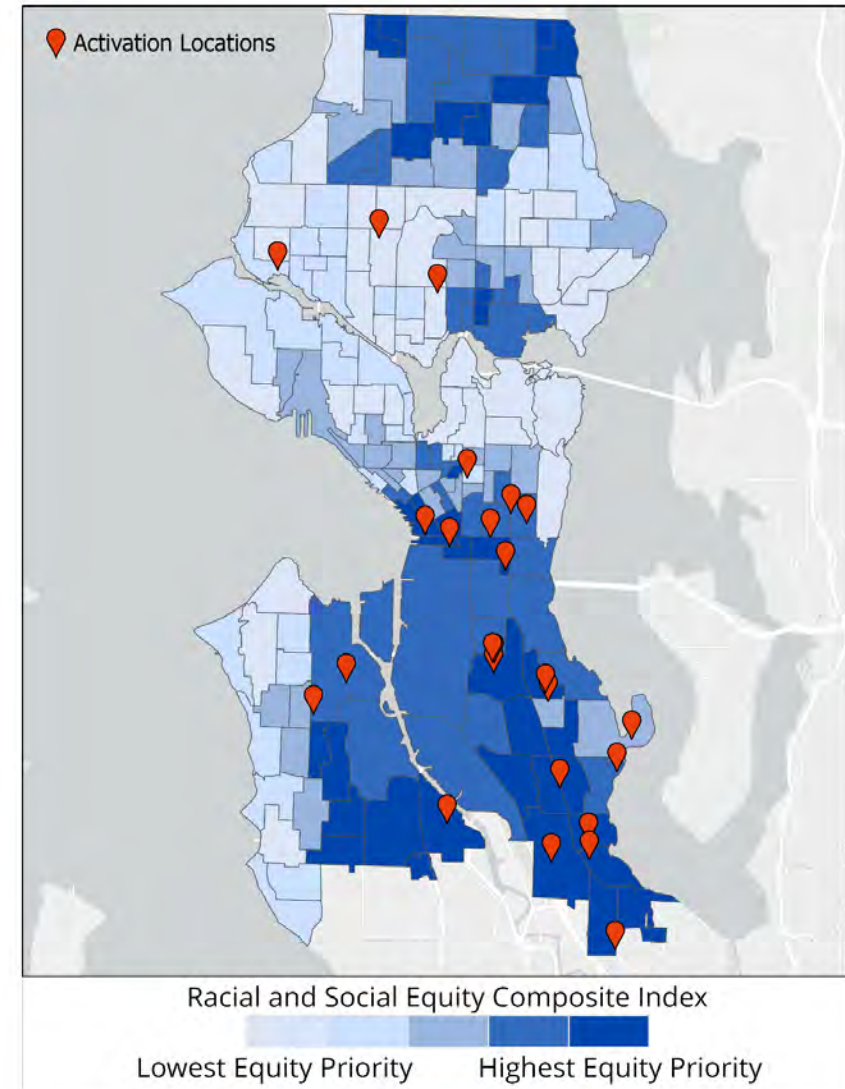 Activation Locations
Racial and Social Equity Composite Index
Lowest Equity Priority Highest Equity Priority